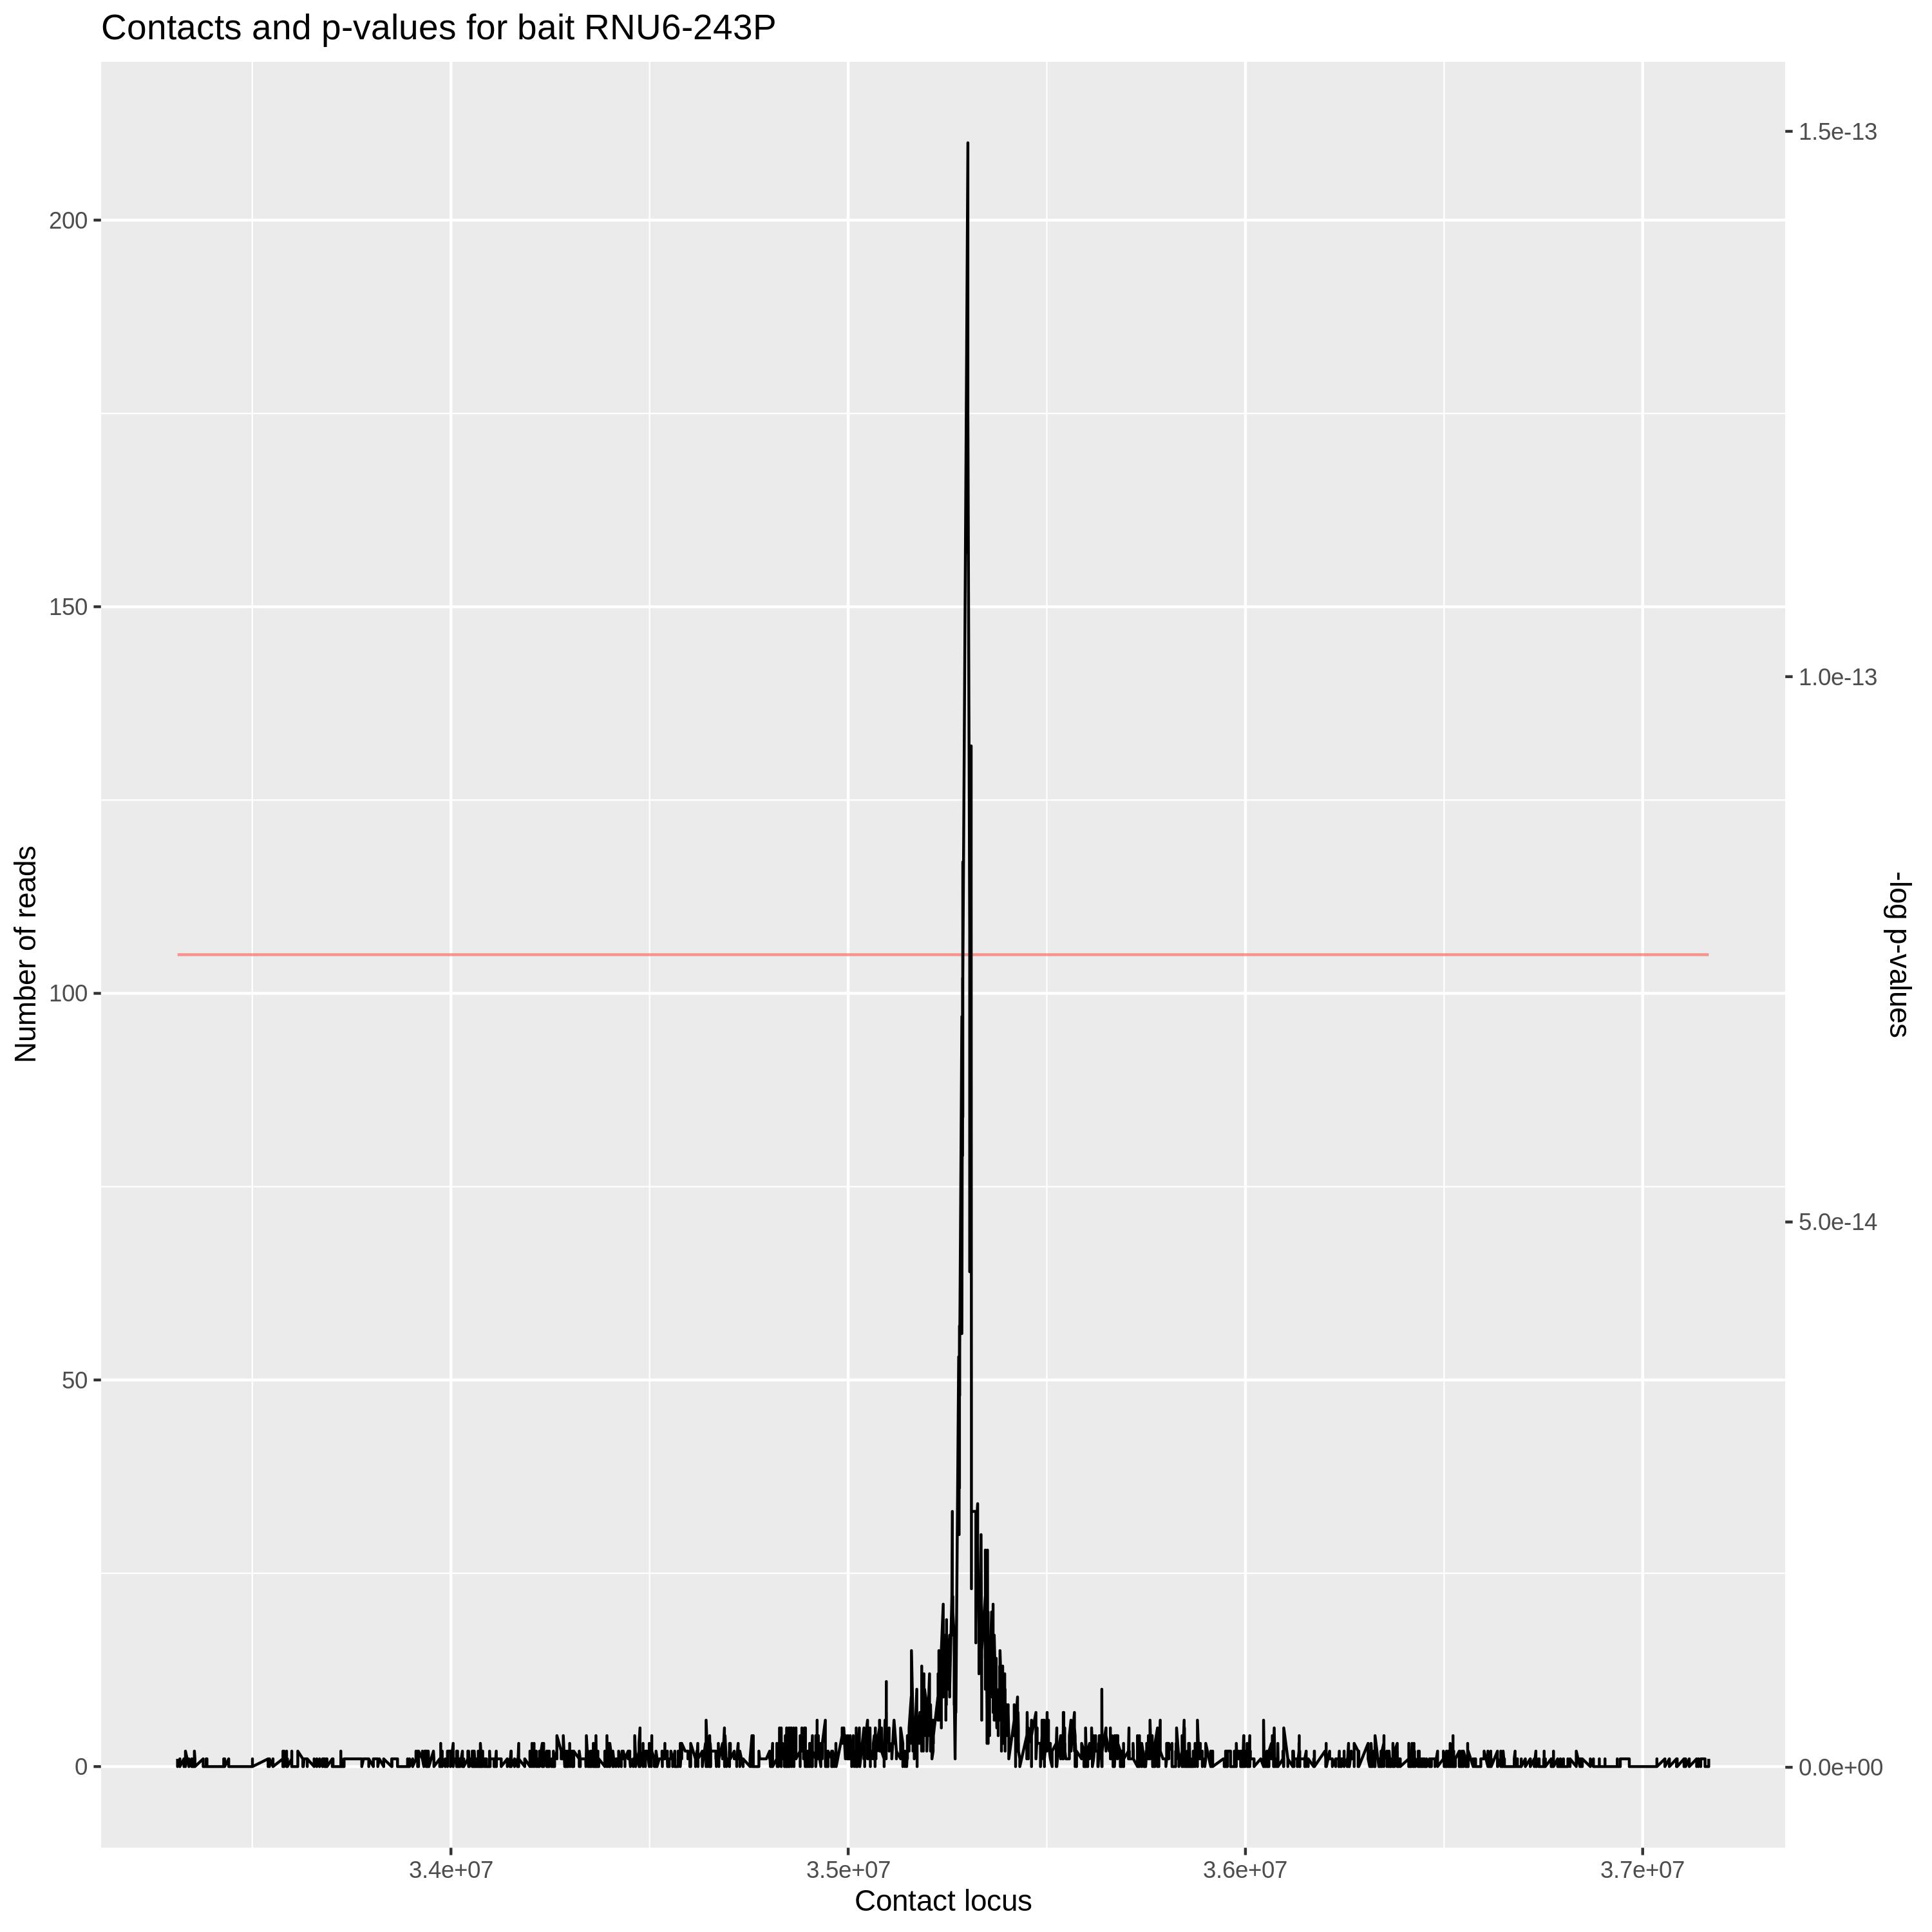 Contacts and p-values for bait RNU6-243P
Number of reads
200
150
100
50
0
1.5e-13
1.0e-13
5.0e-14
0.0e+00
-log p-values
3.4e+07
3.5e+07
3.6e+07
3.7e+07
Contact locus